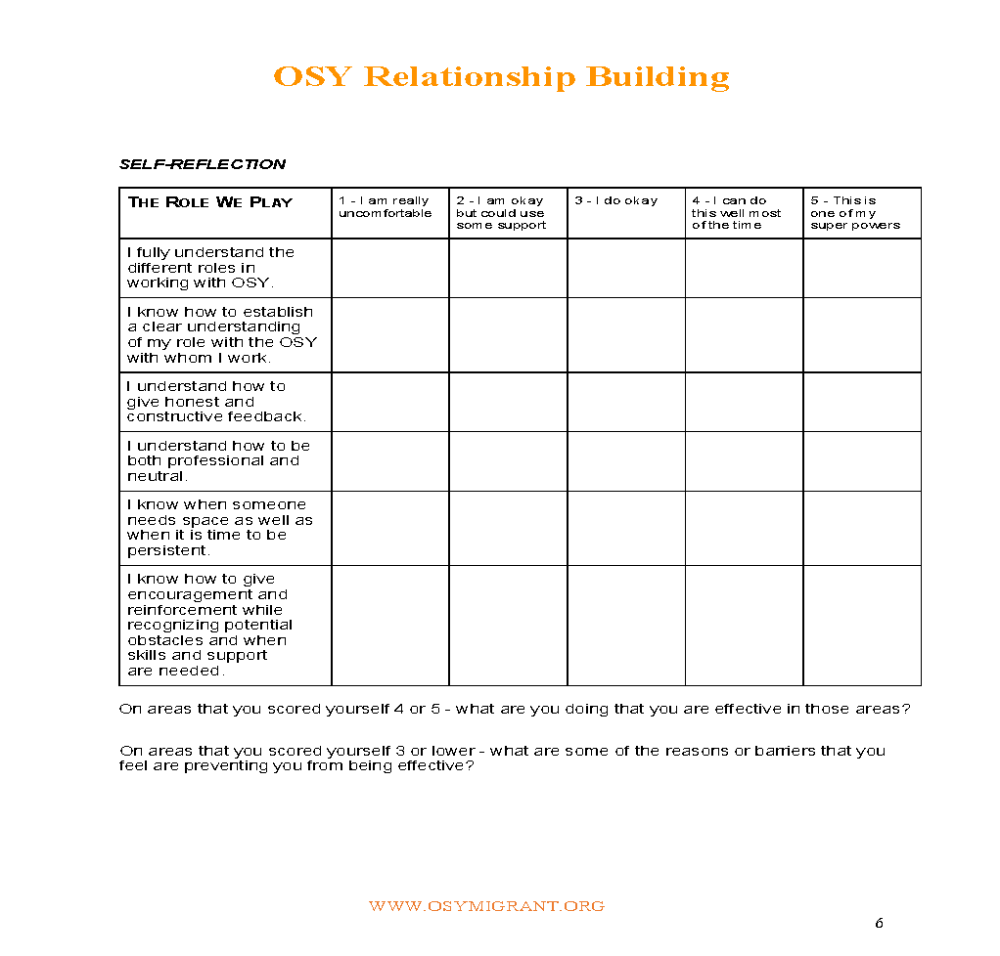 OSY Relationship Building
SELF-REFLECTION
THE ROLE WE PLAY
1 - I am really
uncomfortable
2 - I am okay
but could use
some support
3 - I do okay
4 - I can do
this well most
of the time
5 - This is
one of my
super powers
I fully understand the
different roles in
working with OSY.
I know how to establish
a clear understanding
of my role with the OSY
with whom I work.
I understand how to
give honest and
constructive feedback.
I understand how to be
both professional and
neutral.
I know when someone
needs space as well as
when it is time to be
persistent.
I know how to give
encouragement and
reinforcement while
recognizing potential
obstacles and when
skills and support
are needed.
On areas that you scored yourself 4 or 5 - what are you doing that you are effective in those areas?
On areas that you scored yourself 3 or lower - what are some of the reasons or barriers that you
feel are preventing you from being effective?
WWW.OSYMIGRANT.ORG
6